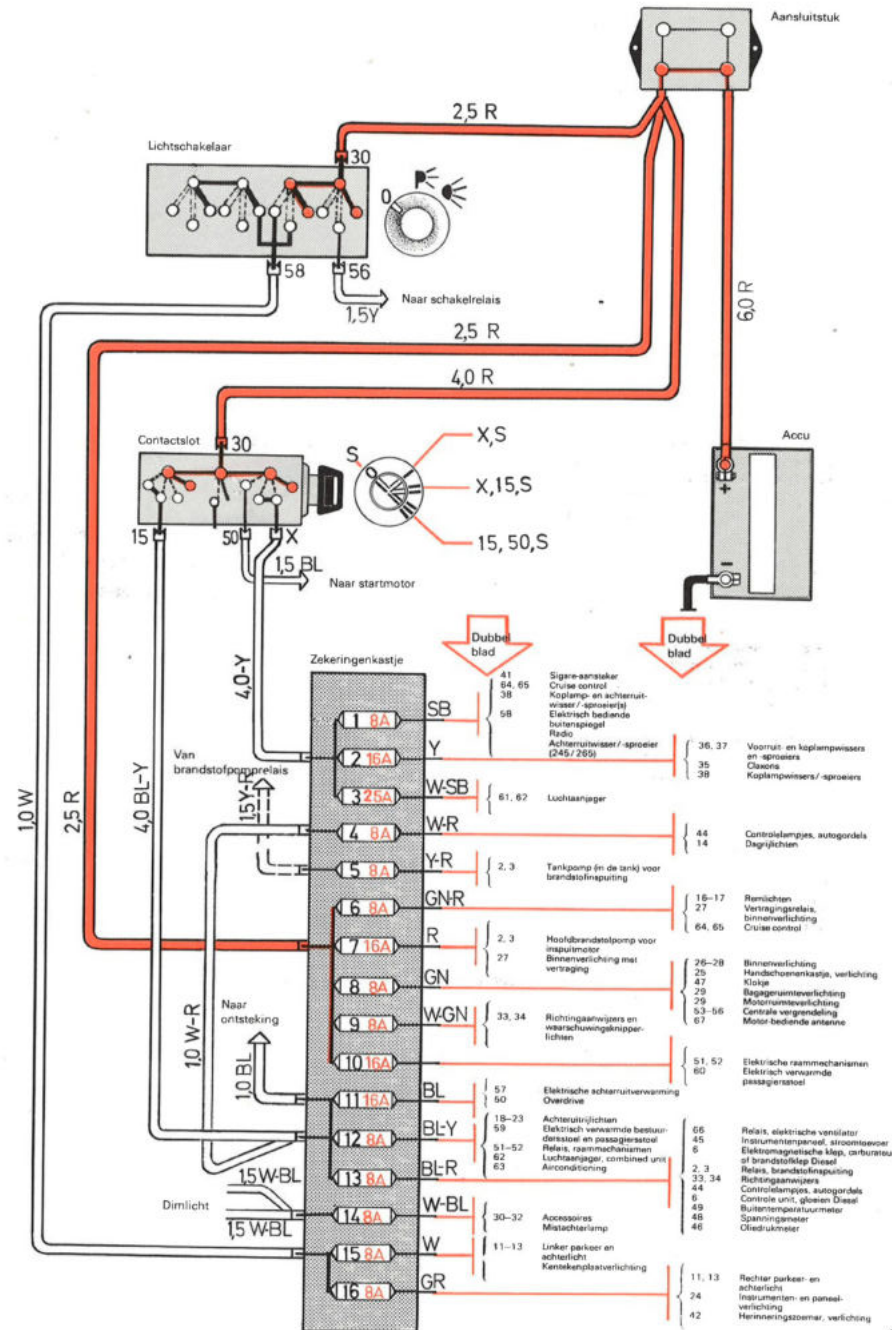 Aansluitstuk
2,5 R
Lichtschakelaar
30
0
58
56
Naar schakelrelais
1,5Y
6,0 R
2,5 R
4,0 R
Contactslot
30
S
O
X,S
X,15,S
15, 50,S
Accu
+
−
15
50
X
1,5 BL
Naar startmotor
4,0-Y
Zekeringenkastje
Dubbel
blad
Dubbel
blad
1,0 W
2,5 R
4,0 BL-Y
Van
brandstofpomprelais
1,5Y-R
1,0 W-R
Naar
ontsteking
1,0 BL
1,5W-BL
Dimlicht
1,5 W-BL
1 8A SB
41 Sigare-aansteker
64, 65 Cruise control
38 Koplamp- en achterruit-
wisser/-sproeier(s)
58 Elektrisch bediende
buitenspiegel
Radio
Achterruitwisser/-sproeier
(245/265)
2 16A Y
36, 37 Voorruit- en koplampwissers
en -sproeiers
35 Claxons
38 Koplampwissers/-sproeiers
3 25A W-SB
61, 62 Luchtaanjager
4 8A W-R
44 Controlelampjes, autogordels
14 Dagrijlichten
5 8A Y-R
2, 3 Tankpomp (in de tank) voor
brandstofinspuiting
6 8A GN-R
16–17 Remlichten
27 Vertragingsrelais,
binnenverlichting
64, 65 Cruise control
7 16A R
2, 3 Hoofdbrandstofpomp voor
inspuitmotor
27 Binnenverlichting met
vertraging
8 8A GN
26–28 Binnenverlichting
25 Handschoenenkastje, verlichting
47 Klokje
29 Bagageruimteverlichting
29 Motorruimteverlichting
53–56 Centrale vergrendeling
67 Motor-bediende antenne
9 8A W-GN
33, 34 Richtingaanwijzers en
waarschuwingsknipper-
lichten
10 16A
51, 52 Elektrische raammechanismen
60 Elektrisch verwarmde
passagiersstoel
11 16A BL
57 Elektrische achterruitverwarming
50 Overdrive
12 8A BL-Y
18–23 Achteruitrijlichten
59 Elektrisch verwarmde bestuur-
dersstoel en passagiersstoel
51–52 Relais, raammechanismen
62 Luchtaanjager, combined unit
63 Airconditioning
13 8A BL-R
66 Relais, elektrische ventilator
45 Instrumentenpaneel, stroomtoevoer
6 Elektromagnetische klep, carburateu
of brandstofklep Diesel
2, 3 Relais, brandstofinspuiting
33, 34 Richtingaanwijzers
44 Controlelampjes, autogordels
6 Controle unit, gloeien Diesel
49 Buitentemperatuurmeter
48 Spanningsmeter
46 Oliedrukmeter
14 8A W-BL
30–32 Accessoires
Mistachterlamp
15 8A W
11–13 Linker parkeer en
achterlicht
Kentekenplaatverlichting
16 8A GR
11, 13 Rechter parkeer- en
achterlicht
24 Instrumenten- en paneel-
verlichting
42 Herinneringszoemer, verlichting